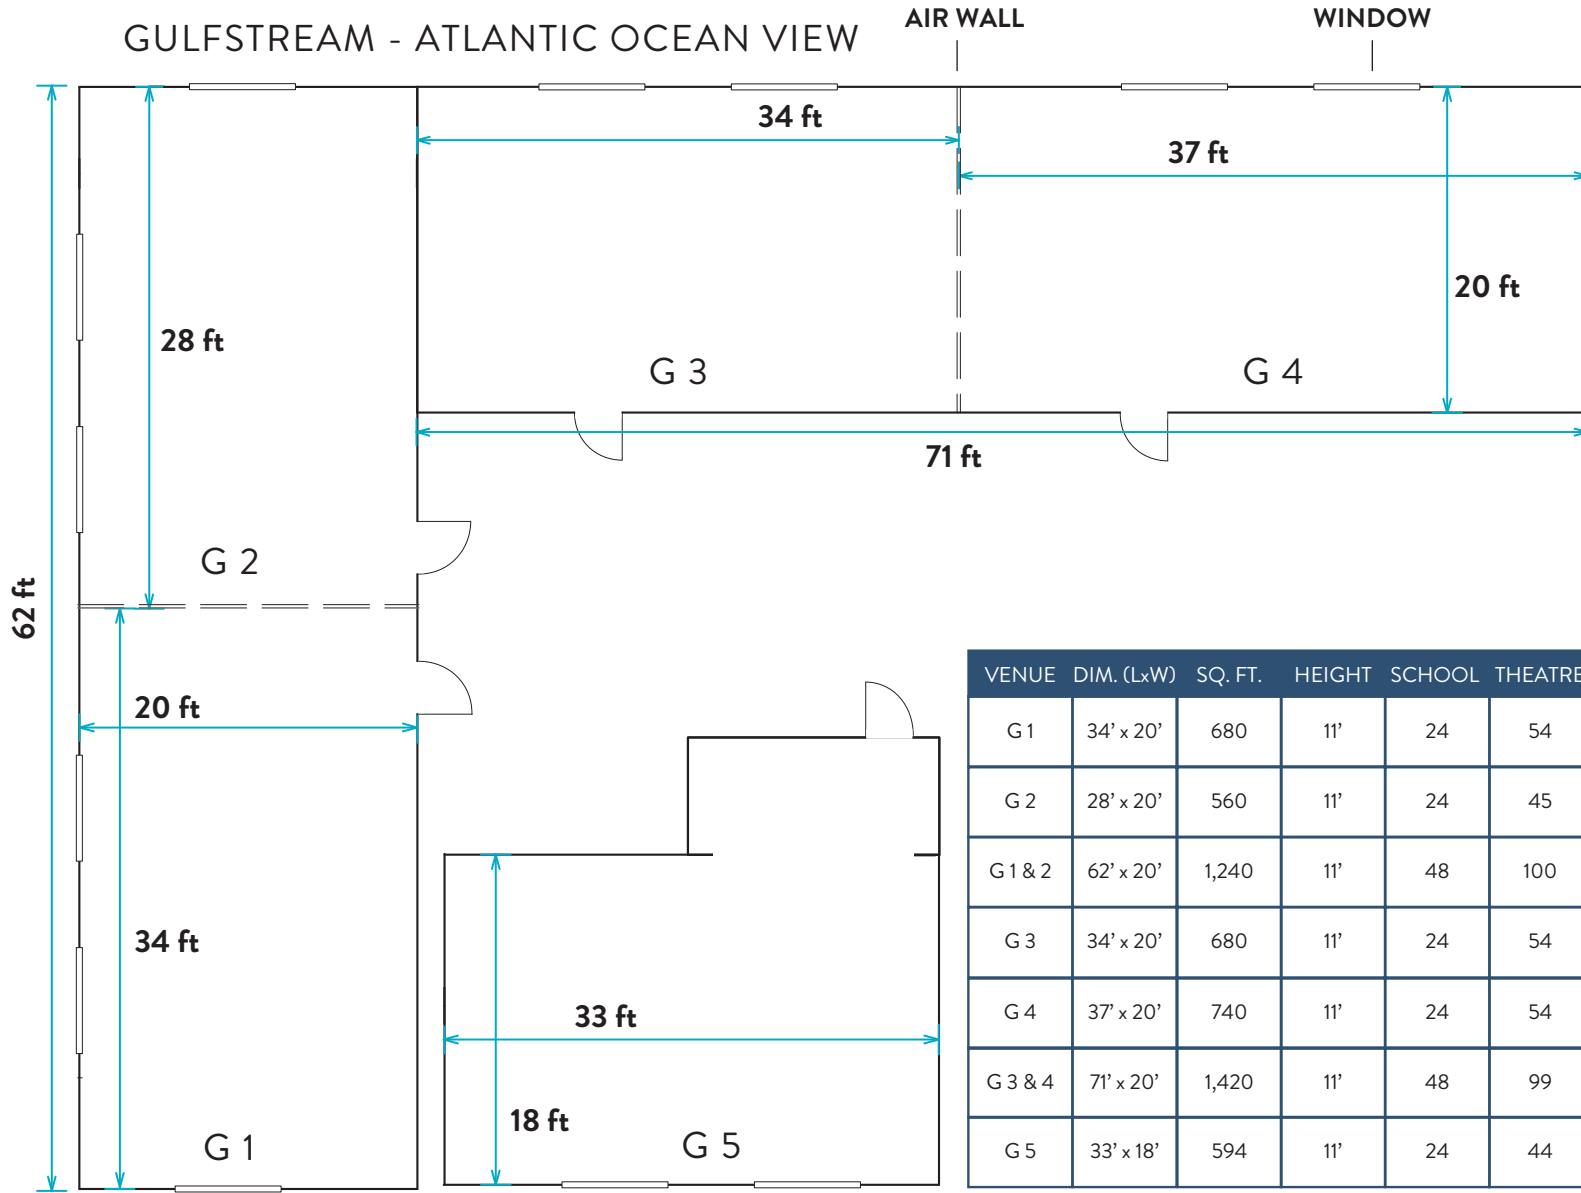 GULFSTREAM - ATLANTIC OCEAN VIEW
AIR WALL
WINDOW
34 ft
37 ft
28 ft
20 ft
G 3
G 4
71 ft
G 2
62 ft
20 ft
34 ft
33 ft
18 ft
G 1
G 5
VENUE DIM. (LxW) SQ. FT. HEIGHT SCHOOL THEATRE
G 1 34' x 20' 680 11' 24 54
G 2 28' x 20' 560 11' 24 45
G 1 & 2 62' x 20' 1,240 11' 48 100
G 3 34' x 20' 680 11' 24 54
G 4 37' x 20' 740 11' 24 54
G 3 & 4 71' x 20' 1,420 11' 48 99
G 5 33' x 18' 594 11' 24 44